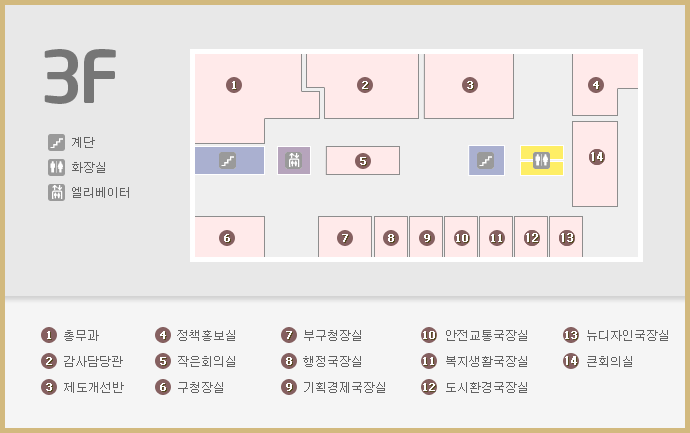 3F
계단
화장실
엘리베이터
1 2 3 4
5 14
6 7 8 9 10 11 12 13
1 총무과 4 정책홍보실 7 부구청장실 10 안전교통국장실 13 뉴디자인국장실
2 감사담당관 5 작은회의실 8 행정국장실 11 복지생활국장실 14 큰회의실
3 제도개선반 6 구청장실 9 기획경제국장실 12 도시환경국장실